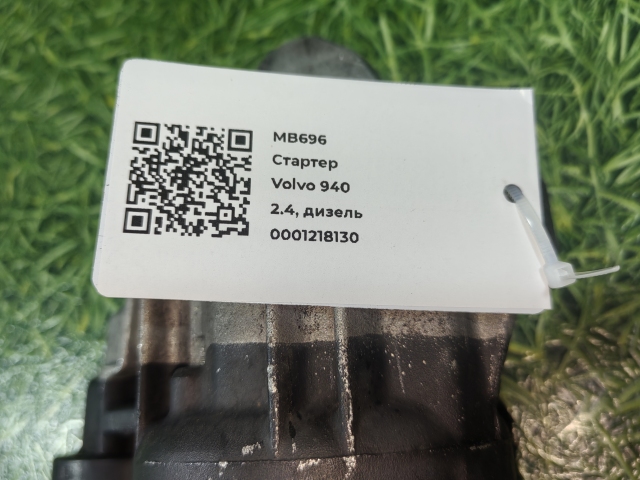 MB696
Стартер
Volvo 940
2.4, дизель
0001218130